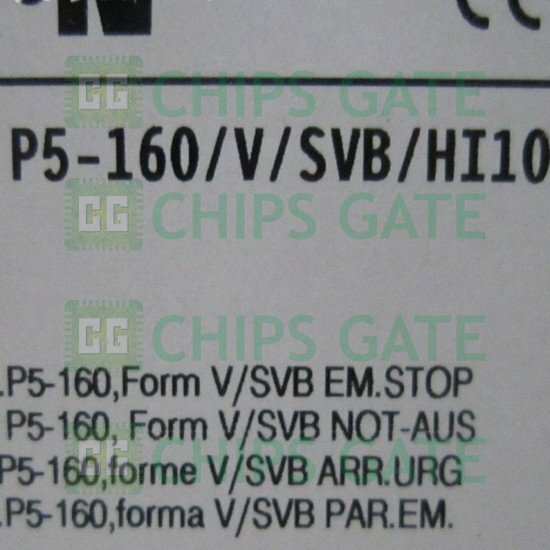 CHIPS GATE
P5-160/V/SVB/HI10
CHIPS GATE
CHIPS GATE
.P5-160,Form V/SVB EM.STOP
P5-160, Form V/SVB NOT-AUS
P5-160,forme V/SVB ARR.URG
.P5-160,forma V/SVB PAR.EM.